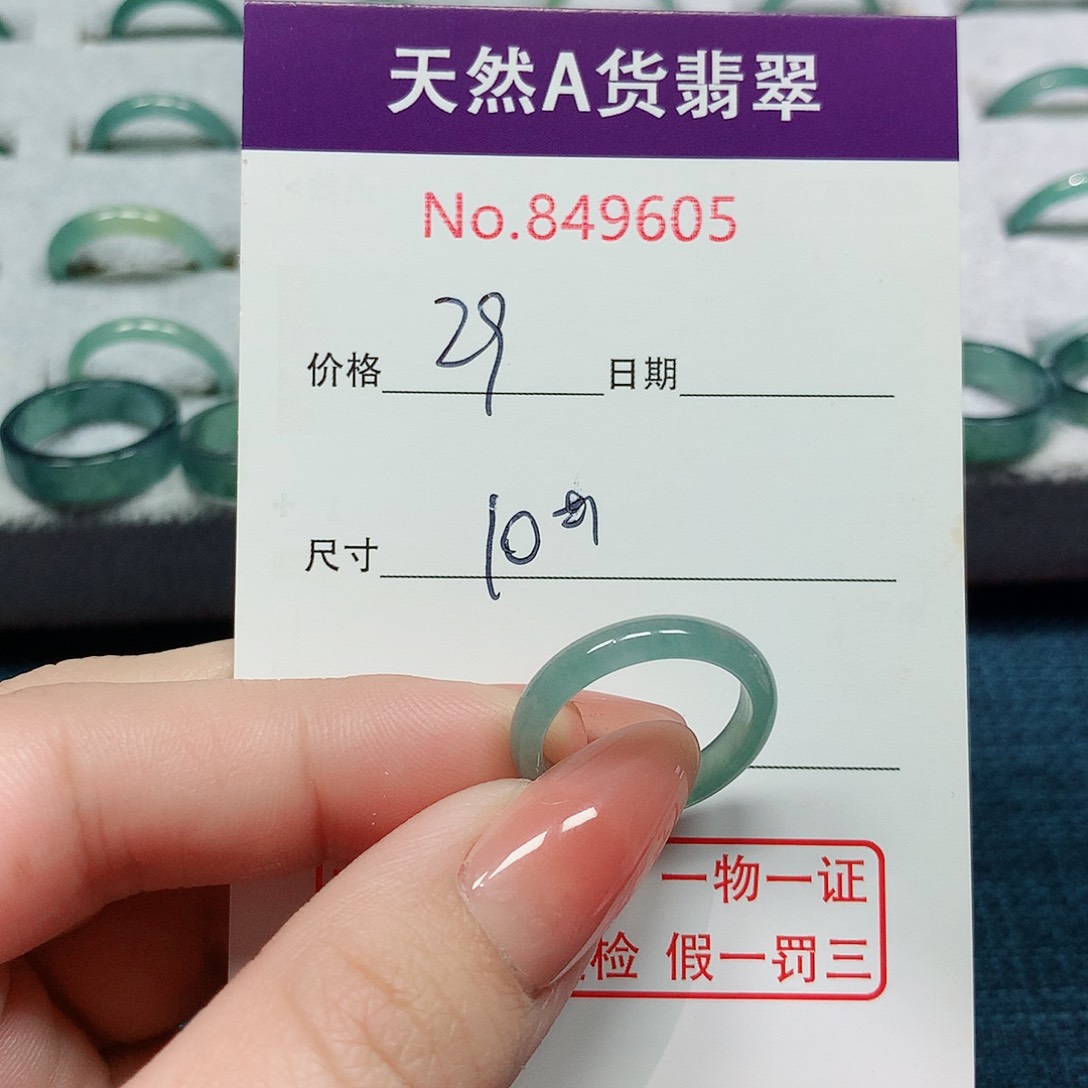 天然A货翡翠
No.849605
价格 29 日期
尺寸 10
一物一证
检 假一罚三